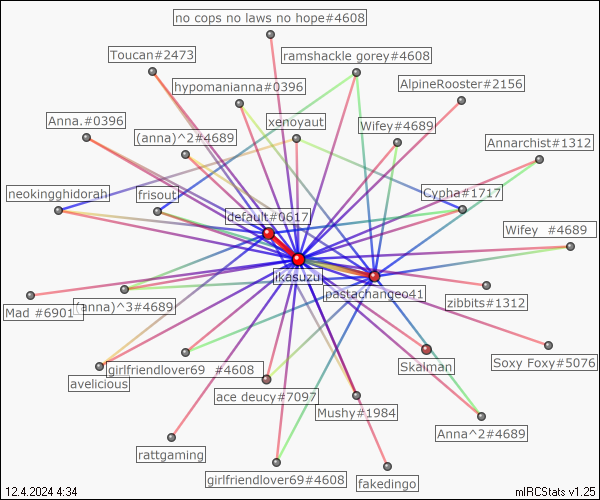 no cops no laws no hope#4608
Toucan#2473
ramshackle gorey#4608
hypomanianna#0396
AlpineRooster#2156
Anna.#0396
xenoyaut
Wifey#4689
(anna)^2#4689
Annarchist#1312
neokingghidorah
frisout
Cypha#1717
default#0617
Wifey  #4689
jikasuzu
pastachangeo41
zibbits#1312
Mad #6901
(anna)^3#4689
Soxy Foxy#5076
girlfriendlover69  #4608
Skalman
avelicious
ace deucy#7097
Mushy#1984
Anna^2#4689
rattgaming
girlfriendlover69#4608
fakedingo
12.4.2024 4:34
mIRCStats v1.25